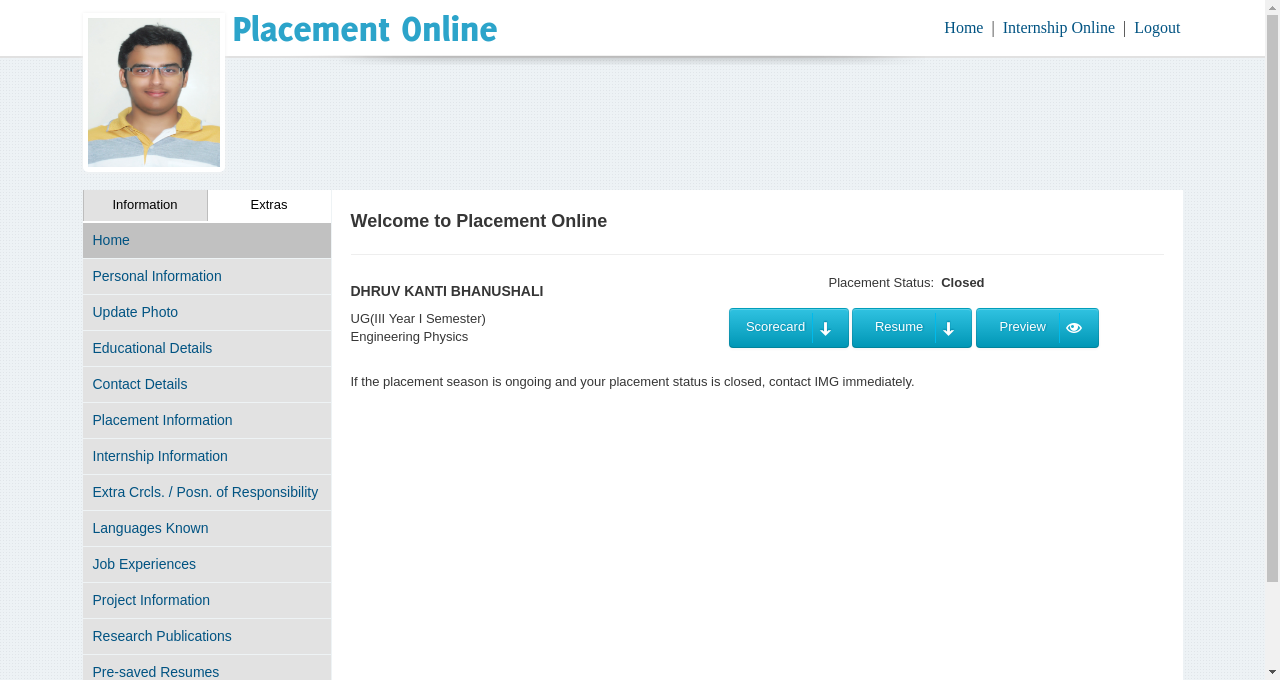 Placement Online
Home | Internship Online | Logout
Information Extras
Home
Personal Information
Update Photo
Educational Details
Contact Details
Placement Information
Internship Information
Extra Crcls. / Posn. of Responsibility
Languages Known
Job Experiences
Project Information
Research Publications
Pre-saved Resumes
Welcome to Placement Online
DHRUV KANTI BHANUSHALI
UG(III Year I Semester)
Engineering Physics
Placement Status: Closed
Scorecard Resume Preview
If the placement season is ongoing and your placement status is closed, contact IMG immediately.